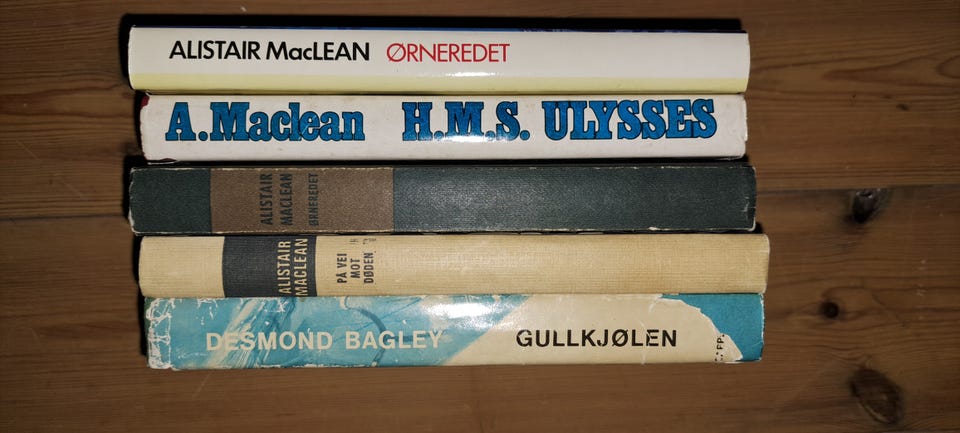 ALISTAIR MacLEAN ØRNEREDET
A.Maclean H.M.S. ULYSSES
ALISTAIR
MACLEAN
ØRNEREDET
ALISTAIR
MACLEAN
PÅ VEI
MOT
DØDEN
DESMOND BAGLEY GULLKJØLEN